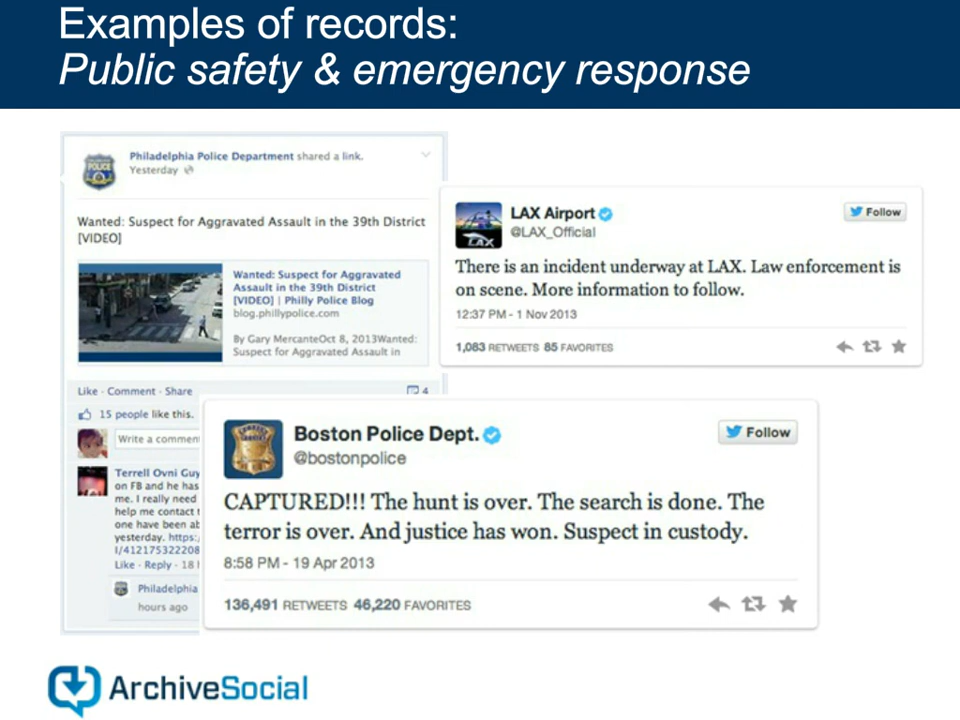 Examples of records:
Public safety & emergency response
Philadelphia Police Department shared a link.
Yesterday
Wanted: Suspect for Aggravated Assault in the 39th District
[VIDEO]
Wanted: Suspect for Aggravated
Assault in the 39th District
[VIDEO] | Philly Police Blog
blog.phillypolice.com
By Gary MercanteOct 8, 2013Wanted:
Suspect for Aggravated Assault in
Like · Comment · Share
4
15 people like this.
Write a commen
Terrell Ovni Guy
on FB and he has
me. I really need
help me contact
one have been ab
yesterday. https:
l/412175322208
Like · Reply · 18
Philadelphia
hours ago
LAX Airport
@LAX_Official
Follow
There is an incident underway at LAX. Law enforcement is
on scene. More information to follow.
12:37 PM - 1 Nov 2013
1,083 RETWEETS 85 FAVORITES
Boston Police Dept.
@bostonpolice
Follow
CAPTURED!!! The hunt is over. The search is done. The
terror is over. And justice has won. Suspect in custody.
8:58 PM - 19 Apr 2013
136,491 RETWEETS 46,220 FAVORITES
POLICE
LAX
ArchiveSocial